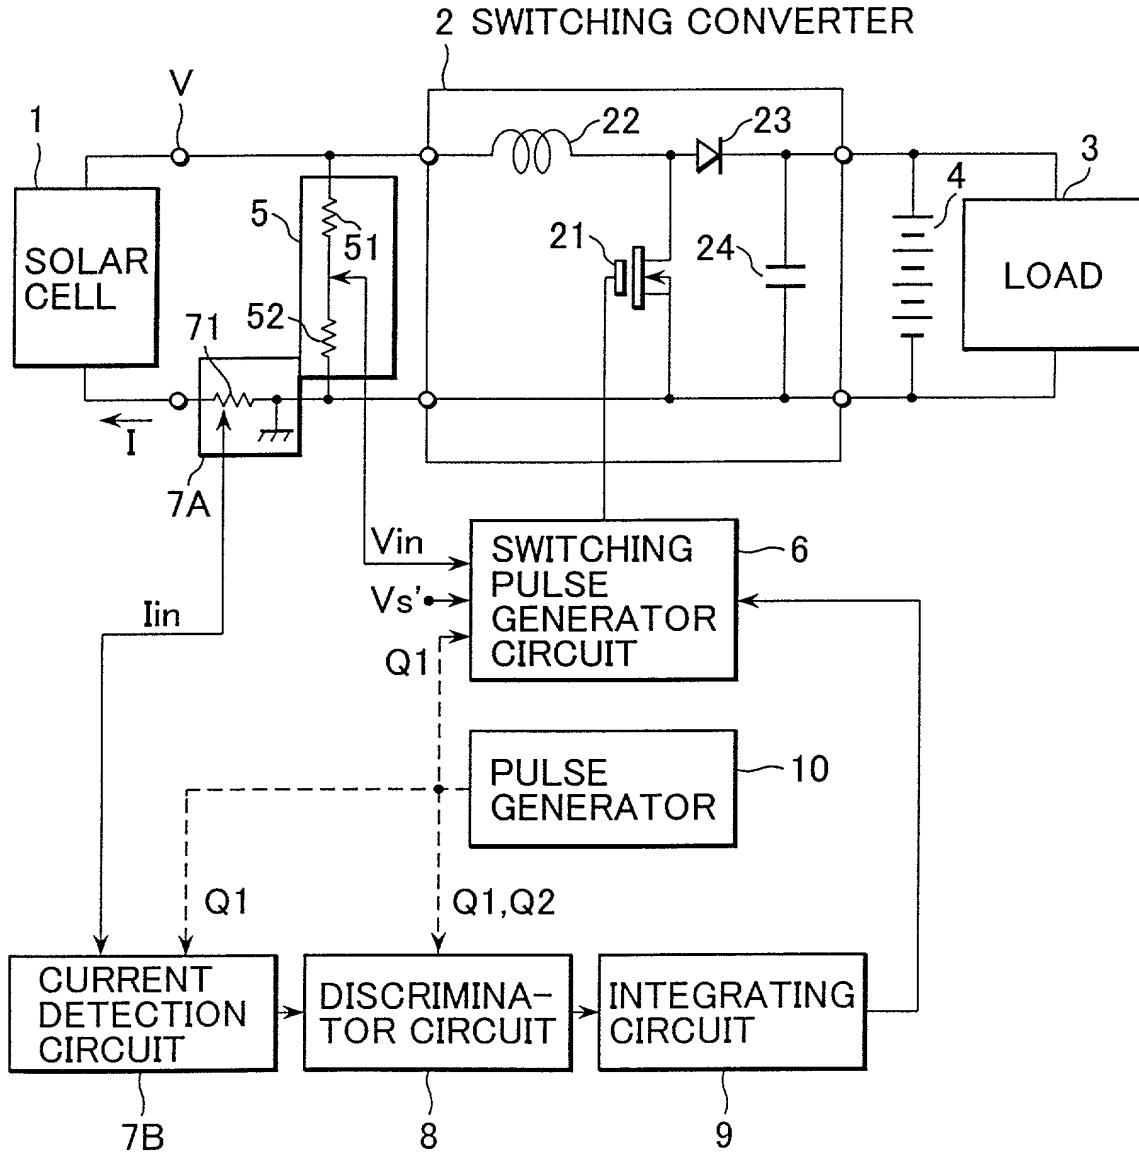 2 SWITCHING CONVERTER
V
1
22
23
3
4
5
51
21
24
SOLAR
CELL
LOAD
52
71
I
7A
Vin
SWITCHING
PULSE
GENERATOR
CIRCUIT
6
Vs'
Iin
Q1
PULSE
GENERATOR
10
Q1
Q1,Q2
CURRENT
DETECTION
CIRCUIT
DISCRIMINA-
TOR CIRCUIT
INTEGRATING
CIRCUIT
7B
8
9